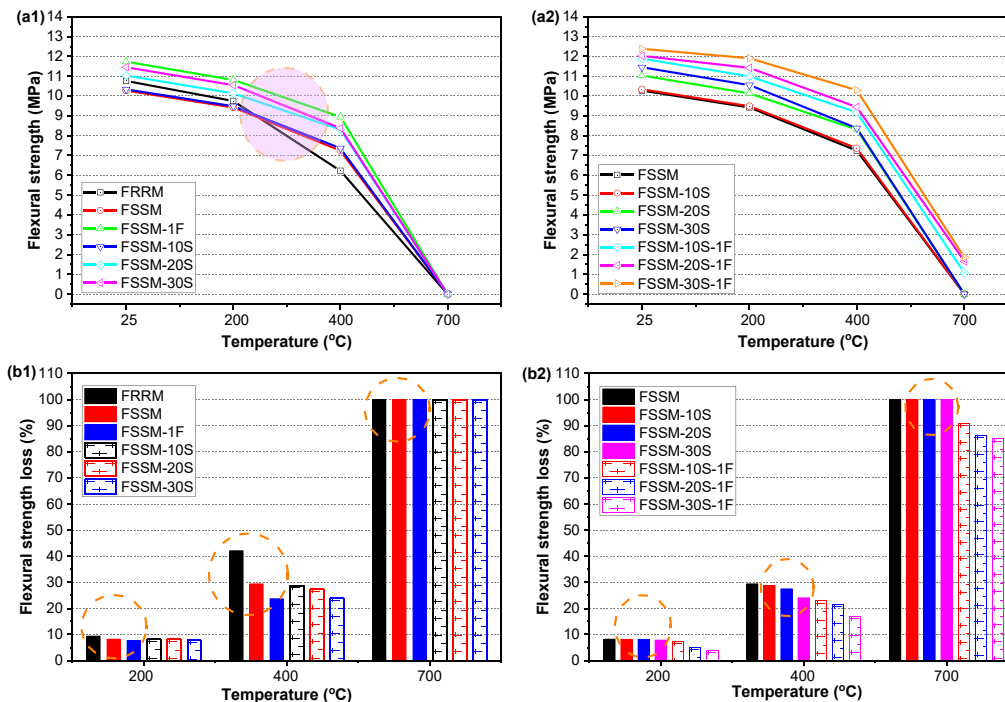 (a1)
14
13
12
11
10
9
8
7
6
5
4
3
2
1
0
Flexural strength (MPa)
FRRM
FSSM
FSSM-1F
FSSM-10S
FSSM-20S
FSSM-30S
25
200
400
700
Temperature (°C)
(a2)
14
13
12
11
10
9
8
7
6
5
4
3
2
1
0
Flexural strength (MPa)
FSSM
FSSM-10S
FSSM-20S
FSSM-30S
FSSM-10S-1F
FSSM-20S-1F
FSSM-30S-1F
25
200
400
700
Temperature (°C)
(b1)
110
100
90
80
70
60
50
40
30
20
10
0
Flexural strength loss (%)
FRRM
FSSM
FSSM-1F
FSSM-10S
FSSM-20S
FSSM-30S
200
400
700
Temperature (°C)
(b2)
110
100
90
80
70
60
50
40
30
20
10
0
Flexural strength loss (%)
FSSM
FSSM-10S
FSSM-20S
FSSM-30S
FSSM-10S-1F
FSSM-20S-1F
FSSM-30S-1F
200
400
700
Temperature (°C)